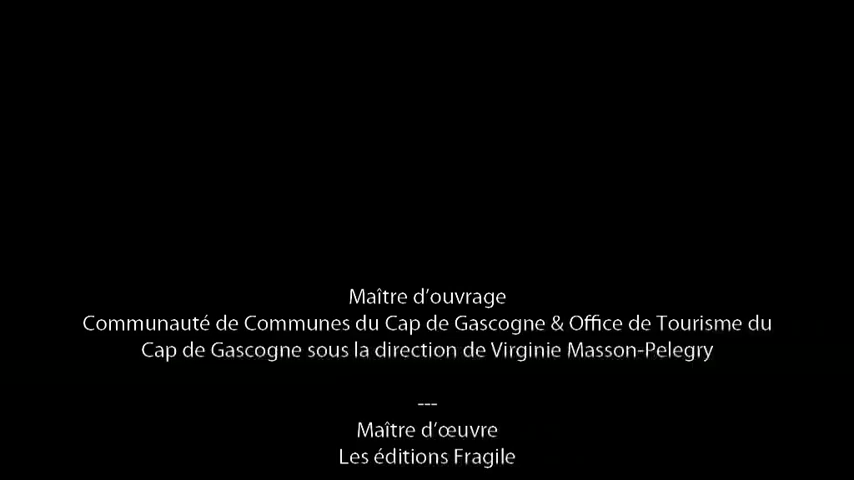 Maître d’ouvrage
Communauté de Communes du Cap de Gascogne & Office de Tourisme du
Cap de Gascogne sous la direction de Virginie Masson-Pelegry
---
Maître d’œuvre
Les éditions Fragile